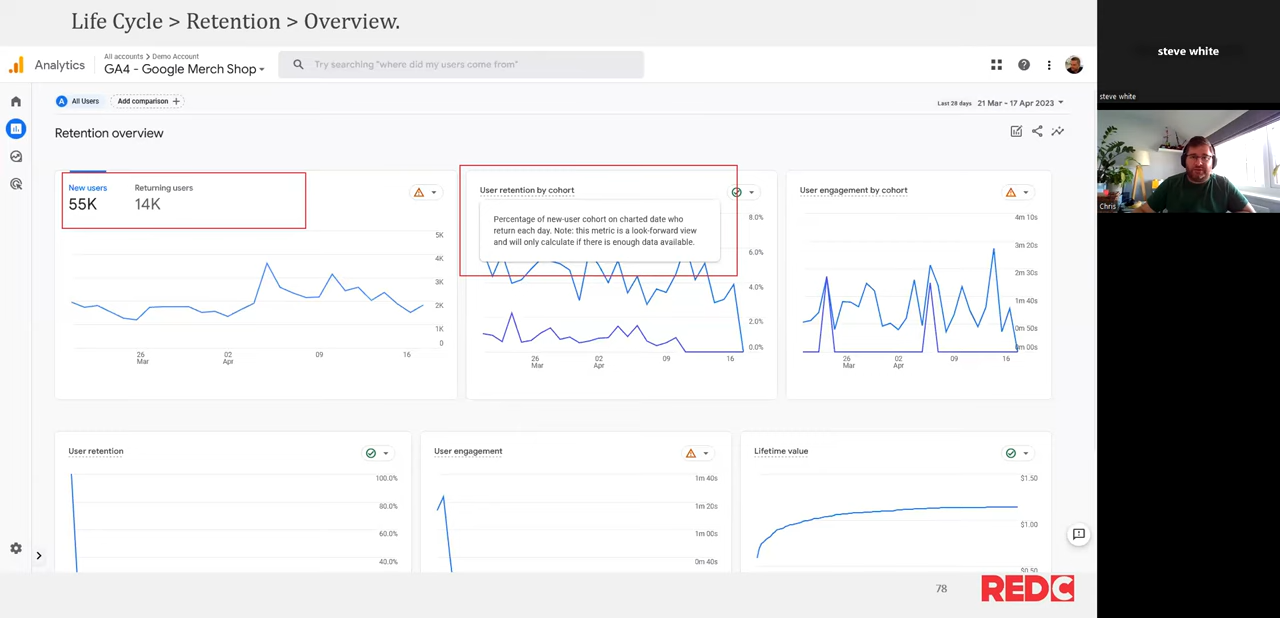 Life Cycle > Retention > Overview.
Analytics
All accounts > Demo Account
GA4 - Google Merch Shop
Try searching "where did my users come from"
A All Users
Add comparison +
Last 28 days 21 Mar - 17 Apr 2023
Retention overview
New users
55K
Returning users
14K
5K
4K
3K
2K
1K
0
26
Mar
02
Apr
09
16
User retention by cohort
Percentage of new-user cohort on charted date who
return each day. Note: this metric is a look-forward view
and will only calculate if there is enough data available.
8.0%
6.0%
4.0%
2.0%
0.0%
26
Mar
02
Apr
09
16
User engagement by cohort
4m 10s
3m 20s
2m 30s
1m 40s
0m 50s
0m 00s
26
Mar
02
Apr
09
16
User retention
100.0%
80.0%
60.0%
40.0%
User engagement
1m 40s
1m 20s
1m 00s
0m 40s
Lifetime value
$1.50
$1.00
$0.50
78
REDC
steve white
steve white
Chris